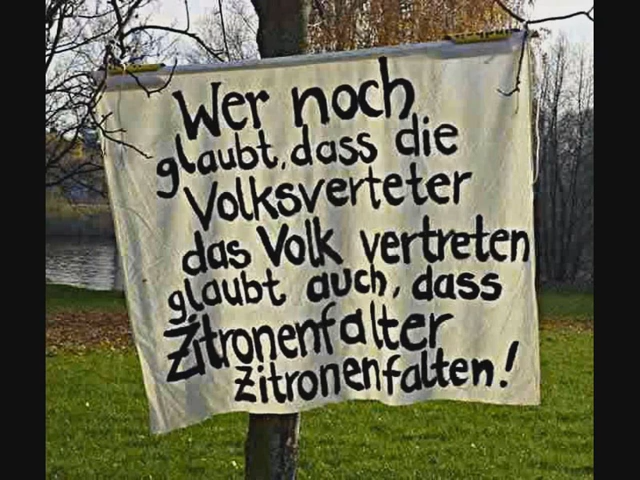 Wer noch
glaubt, dass die
Volksverteter
das Volk vertreten
glaubt auch, dass
Zitronenfalter
zitronenfalten!